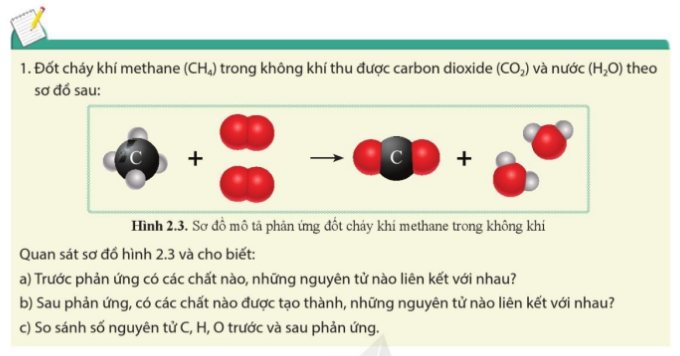 1. Đốt cháy khí methane (CH₄) trong không khí thu được carbon dioxide (CO₂) và nước (H₂O) theo
sơ đồ sau:
C + → C +
Hình 2.3. Sơ đồ mô tả phản ứng đốt cháy khí methane trong không khí
Quan sát sơ đồ hình 2.3 và cho biết:
a) Trước phản ứng có các chất nào, những nguyên tử nào liên kết với nhau?
b) Sau phản ứng, có các chất nào được tạo thành, những nguyên tử nào liên kết với nhau?
c) So sánh số nguyên tử C, H, O trước và sau phản ứng.